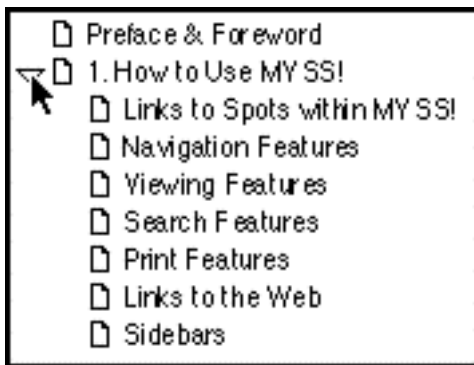 Preface & Foreword
1. How to Use MY SS!
Links to Spots within MY SS!
Navigation Features
Viewing Features
Search Features
Print Features
Links to the Web
Sidebars